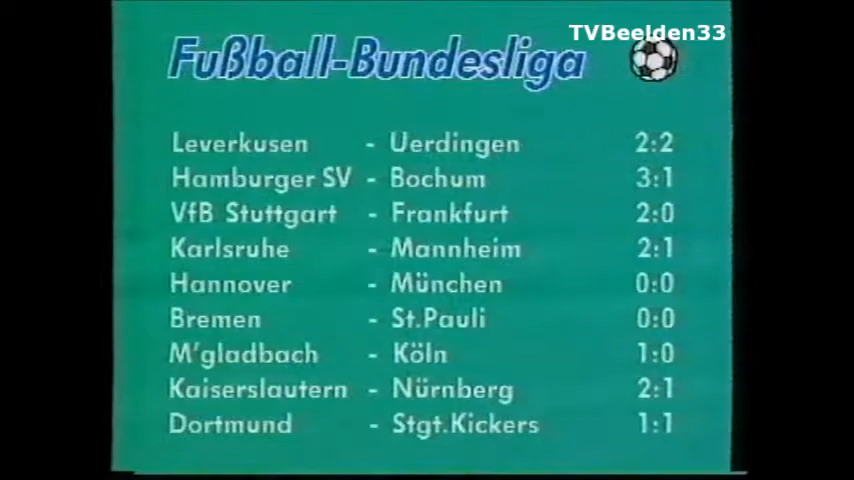 TVBeelden33
Fußball-Bundesliga
Leverkusen - Uerdingen 2:2
Hamburger SV - Bochum 3:1
VfB Stuttgart - Frankfurt 2:0
Karlsruhe - Mannheim 2:1
Hannover - München 0:0
Bremen - St.Pauli 0:0
M'gladbach - Köln 1:0
Kaiserslautern - Nürnberg 2:1
Dortmund - Stgt.Kickers 1:1